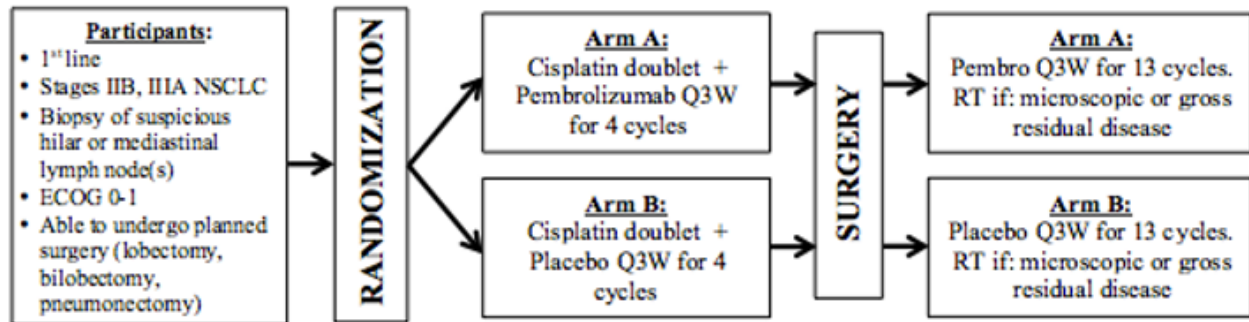 Participants:
• 1st line
• Stages IIB, IIIA NSCLC
• Biopsy of suspicious
hilar or mediastinal
lymph node(s)
• ECOG 0-1
• Able to undergo planned
surgery (lobectomy,
bilobectomy,
pneumonectomy)
RANDOMIZATION
Arm A:
Cisplatin doublet +
Pembrolizumab Q3W
for 4 cycles
Arm B:
Cisplatin doublet +
Placebo Q3W for 4
cycles
SURGERY
Arm A:
Pembro Q3W for 13 cycles.
RT if: microscopic or gross
residual disease
Arm B:
Placebo Q3W for 13 cycles.
RT if: microscopic or gross
residual disease